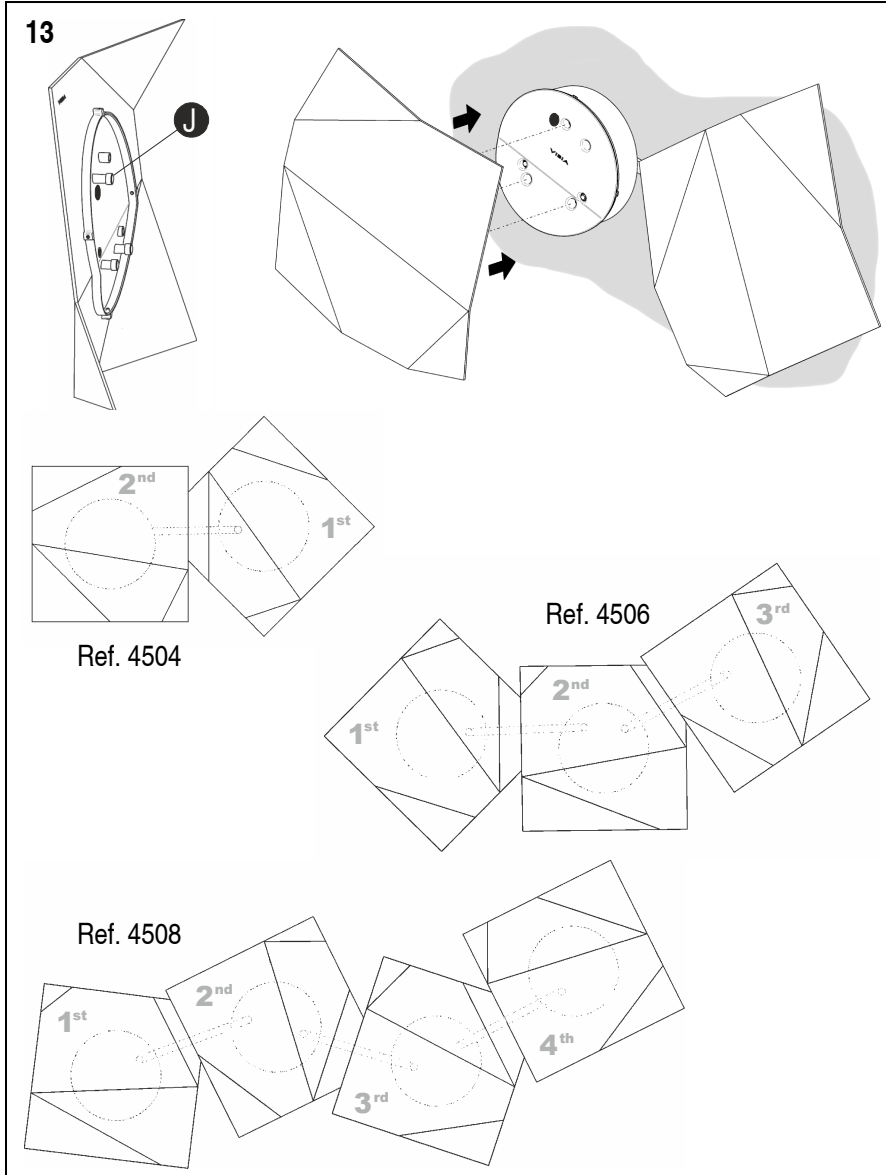 13
J
VIBIA
2nd
1st
Ref. 4504
Ref. 4506
1st
2nd
3rd
Ref. 4508
1st
2nd
3rd
4th